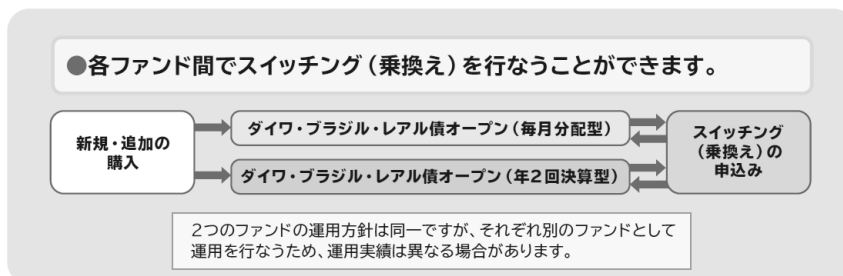 ●各ファンド間でスイッチング(乗換え)を行なうことができます。
新規・追加の
購入
ダイワ・ブラジル・レアル債オープン(毎月分配型)
ダイワ・ブラジル・レアル債オープン(年2回決算型)
スイッチング
(乗換え)の
申込み
2つのファンドの運用方針は同一ですが、それぞれ別のファンドとして
運用を行なうため、運用実績は異なる場合があります。